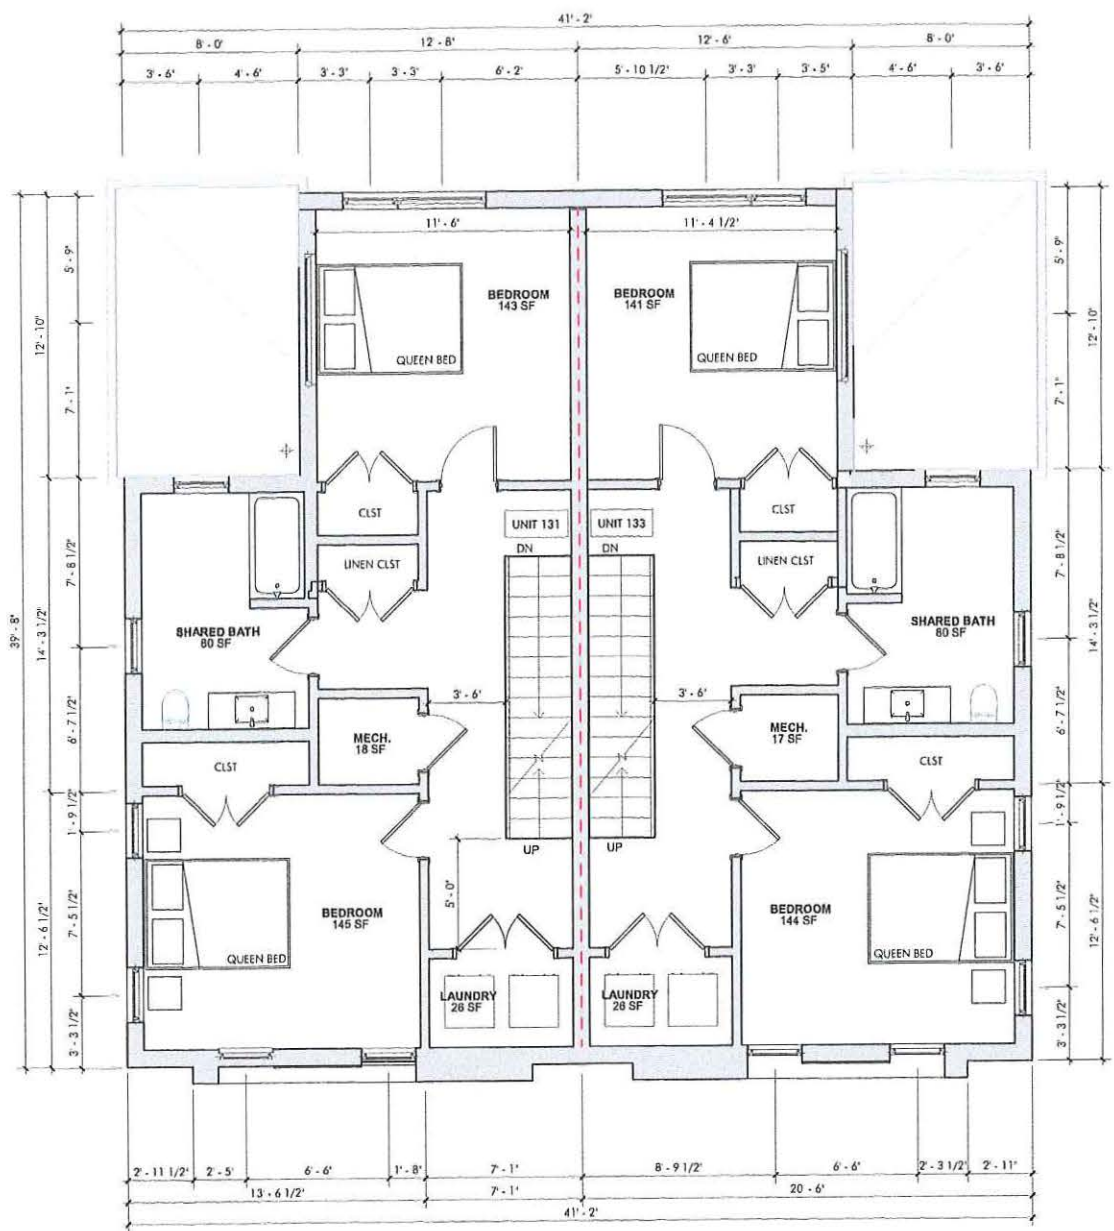 41' - 2"
8' - 0" 12' - 8" 12' - 6" 8' - 0"
3' - 6" 4' - 6" 3' - 3" 3' - 3" 6' - 2" 5' - 10 1/2" 3' - 3" 3' - 5" 4' - 6" 3' - 6"
11' - 6" 11' - 4 1/2"
5' - 9" 5' - 9"
BEDROOM BEDROOM
143 SF 141 SF
12' - 10" 12' - 10"
QUEEN BED QUEEN BED
7' - 1" 7' - 1"
CLST CLST
UNIT 131 UNIT 133
DN DN
7' - 8 1/2" 7' - 8 1/2"
LINEN CLST LINEN CLST
39' - 8"
14' - 3 1/2" 14' - 3 1/2"
SHARED BATH SHARED BATH
80 SF 80 SF
3' - 6" 3' - 6"
6' - 7 1/2" 6' - 7 1/2"
MECH. MECH.
18 SF 17 SF
CLST CLST
1' - 9 1/2" 1' - 9 1/2"
UP UP
5' - 0"
7' - 5 1/2" 7' - 5 1/2"
BEDROOM BEDROOM
145 SF 144 SF
12' - 6 1/2" 12' - 6 1/2"
QUEEN BED QUEEN BED
LAUNDRY LAUNDRY
26 SF 26 SF
3' - 3 1/2" 3' - 3 1/2"
2' - 11 1/2" 2' - 5" 6' - 6" 1' - 8" 7' - 1" 8' - 9 1/2" 6' - 6" 2' - 3 1/2" 2' - 11"
13' - 6 1/2" 7' - 1" 20' - 6"
41' - 2"